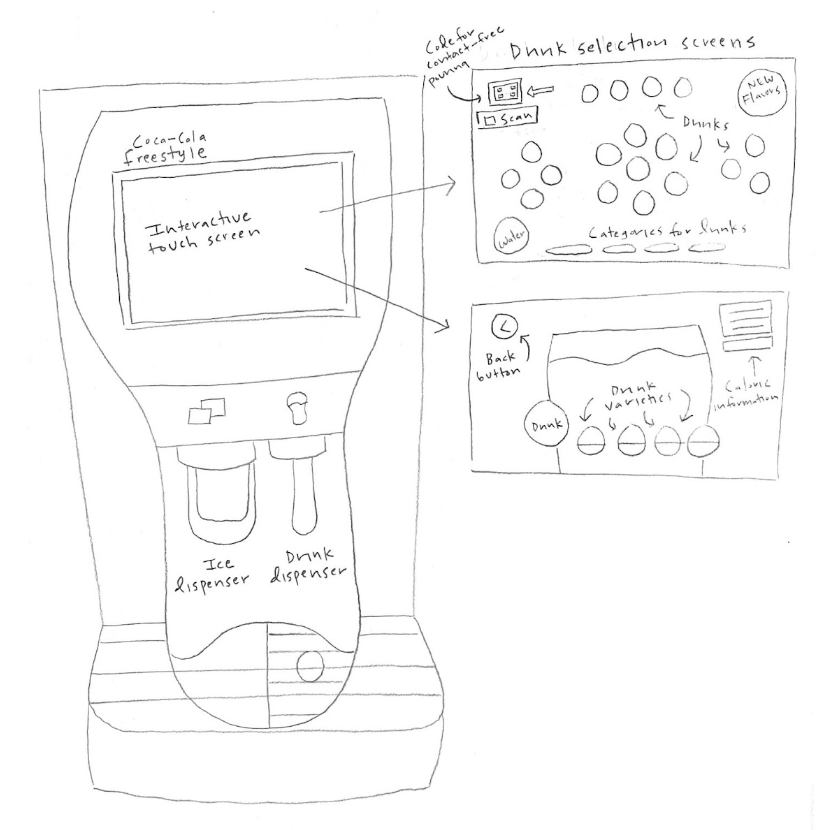 Code for
contact-free
pouring
Drink selection screens
Coca-Cola
freestyle
Interactive
touch screen
Scan
NEW
Flavors
Drinks
Water
Categories for drinks
Back
button
Drink
varieties
Drink
Caloric
information
Ice
dispenser
Drink
dispenser